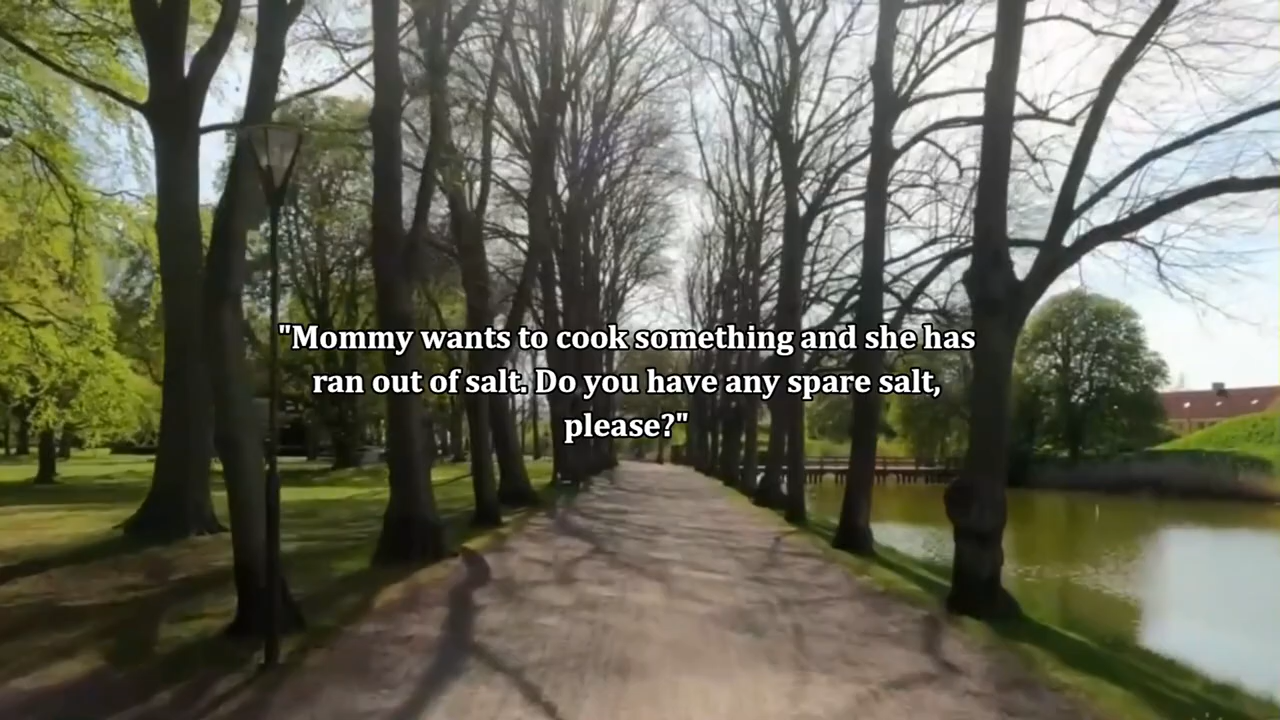 "Mommy wants to cook something and she has
ran out of salt. Do you have any spare salt,
please?"